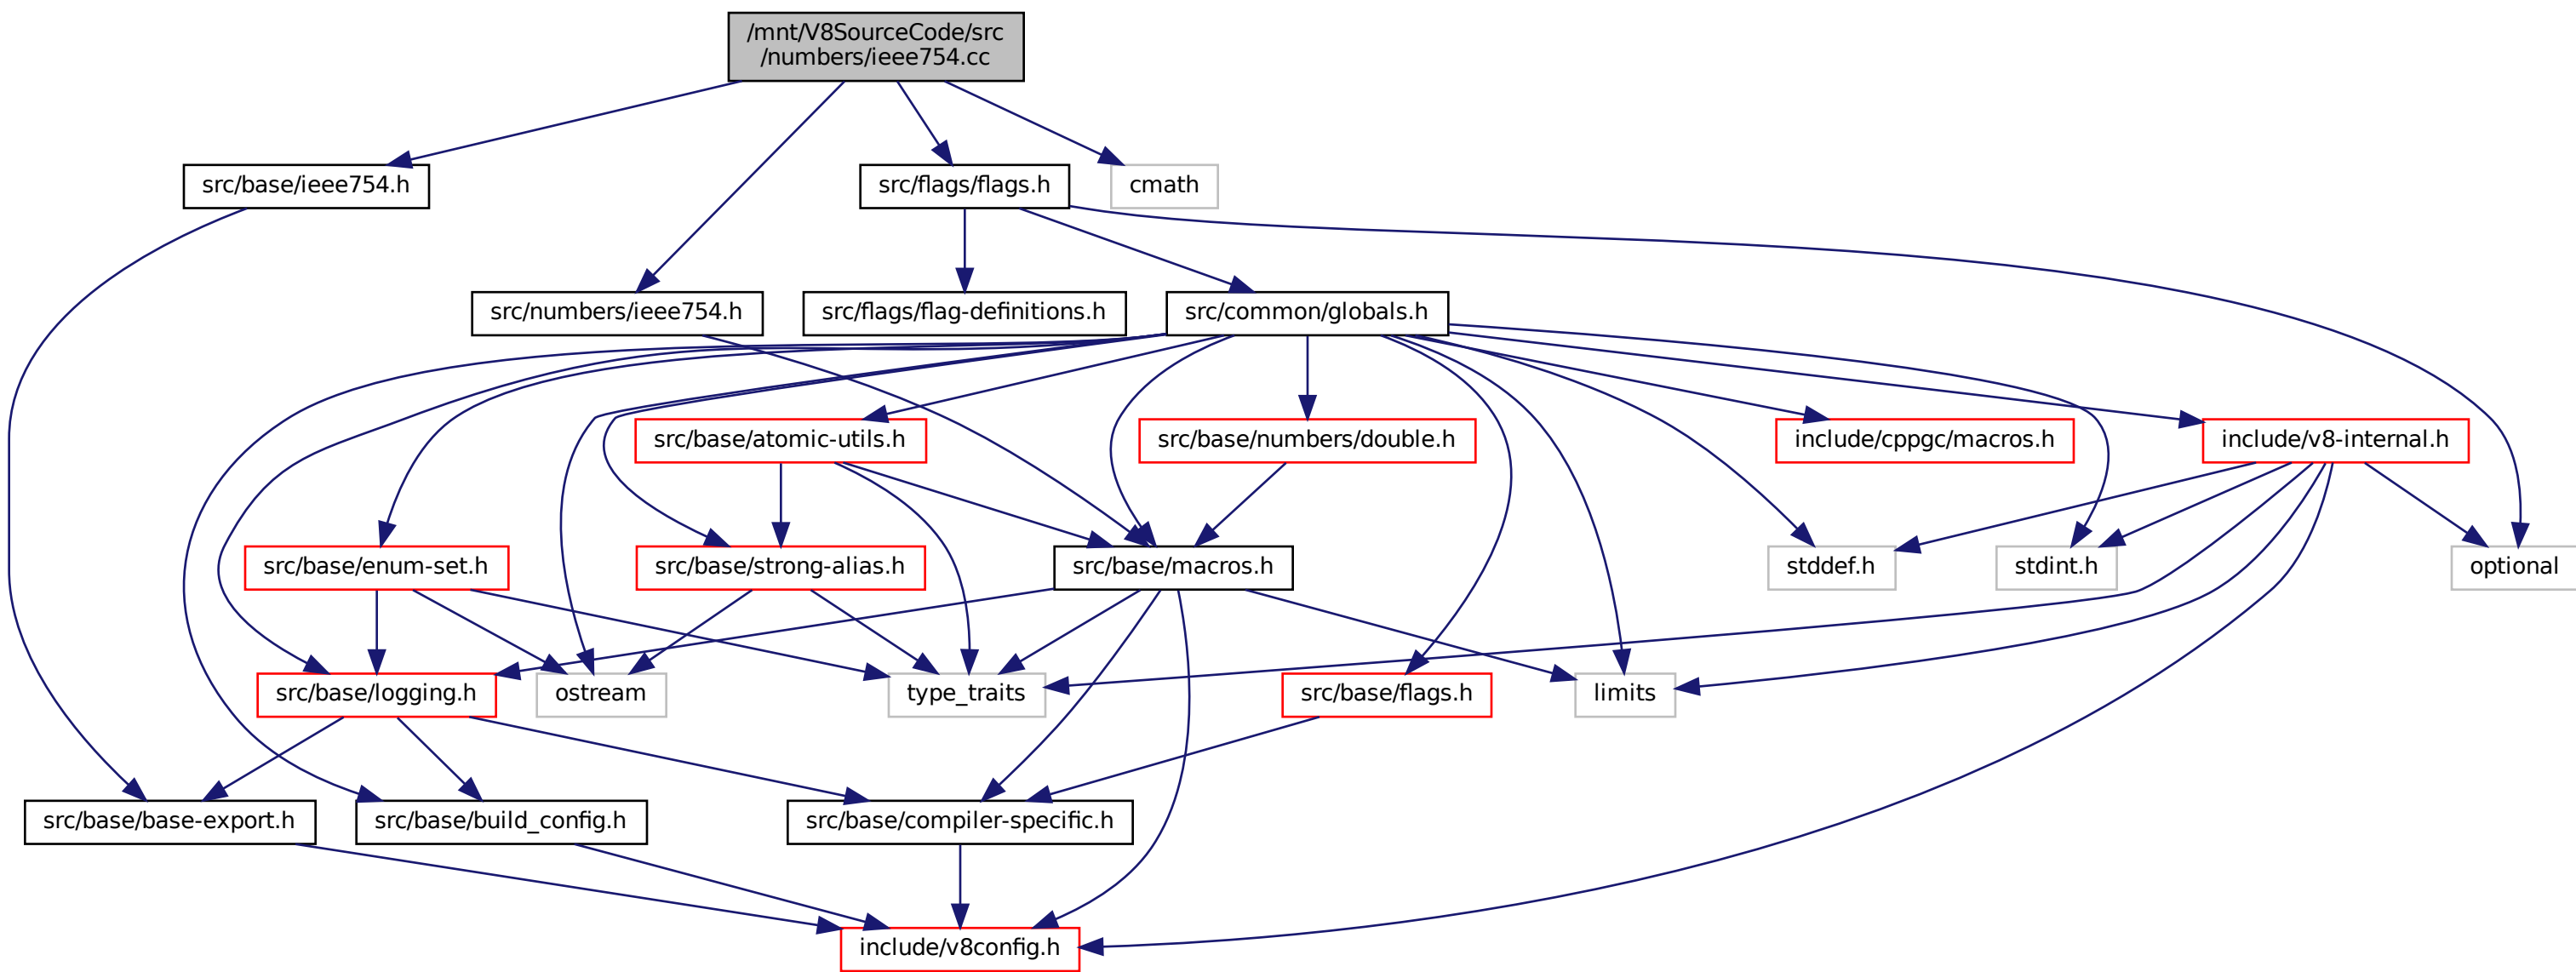 /mnt/V8SourceCode/src
/numbers/ieee754.cc
src/base/ieee754.h
src/flags/flags.h
cmath
src/numbers/ieee754.h
src/flags/flag-definitions.h
src/common/globals.h
src/base/atomic-utils.h
src/base/numbers/double.h
include/cppgc/macros.h
include/v8-internal.h
src/base/enum-set.h
src/base/strong-alias.h
src/base/macros.h
stddef.h
stdint.h
optional
src/base/logging.h
ostream
type_traits
src/base/flags.h
limits
src/base/base-export.h
src/base/build_config.h
src/base/compiler-specific.h
include/v8config.h